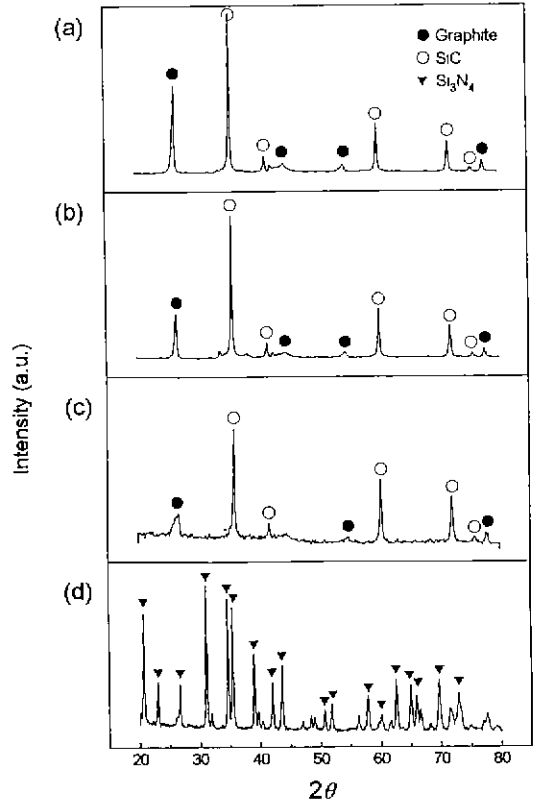 (a)
Graphite
SiC
Si₃N₄
(b)
(c)
(d)
Intensity (a.u.)
20 30 40 50 60 70 80
2θ